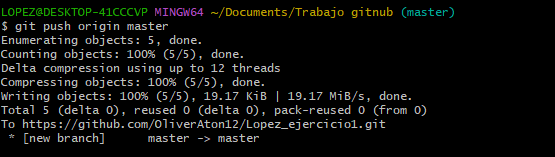 LOPEZ@DESKTOP-41CCCVP MINGW64 ~/Documents/Trabajo gitnub (master)
$ git push origin master
Enumerating objects: 5, done.
Counting objects: 100% (5/5), done.
Delta compression using up to 12 threads
Compressing objects: 100% (5/5), done.
Writing objects: 100% (5/5), 19.17 KiB | 19.17 MiB/s, done.
Total 5 (delta 0), reused 0 (delta 0), pack-reused 0 (from 0)
To https://github.com/OliverAton12/Lopez_ejercicio1.git
 * [new branch]      master -> master